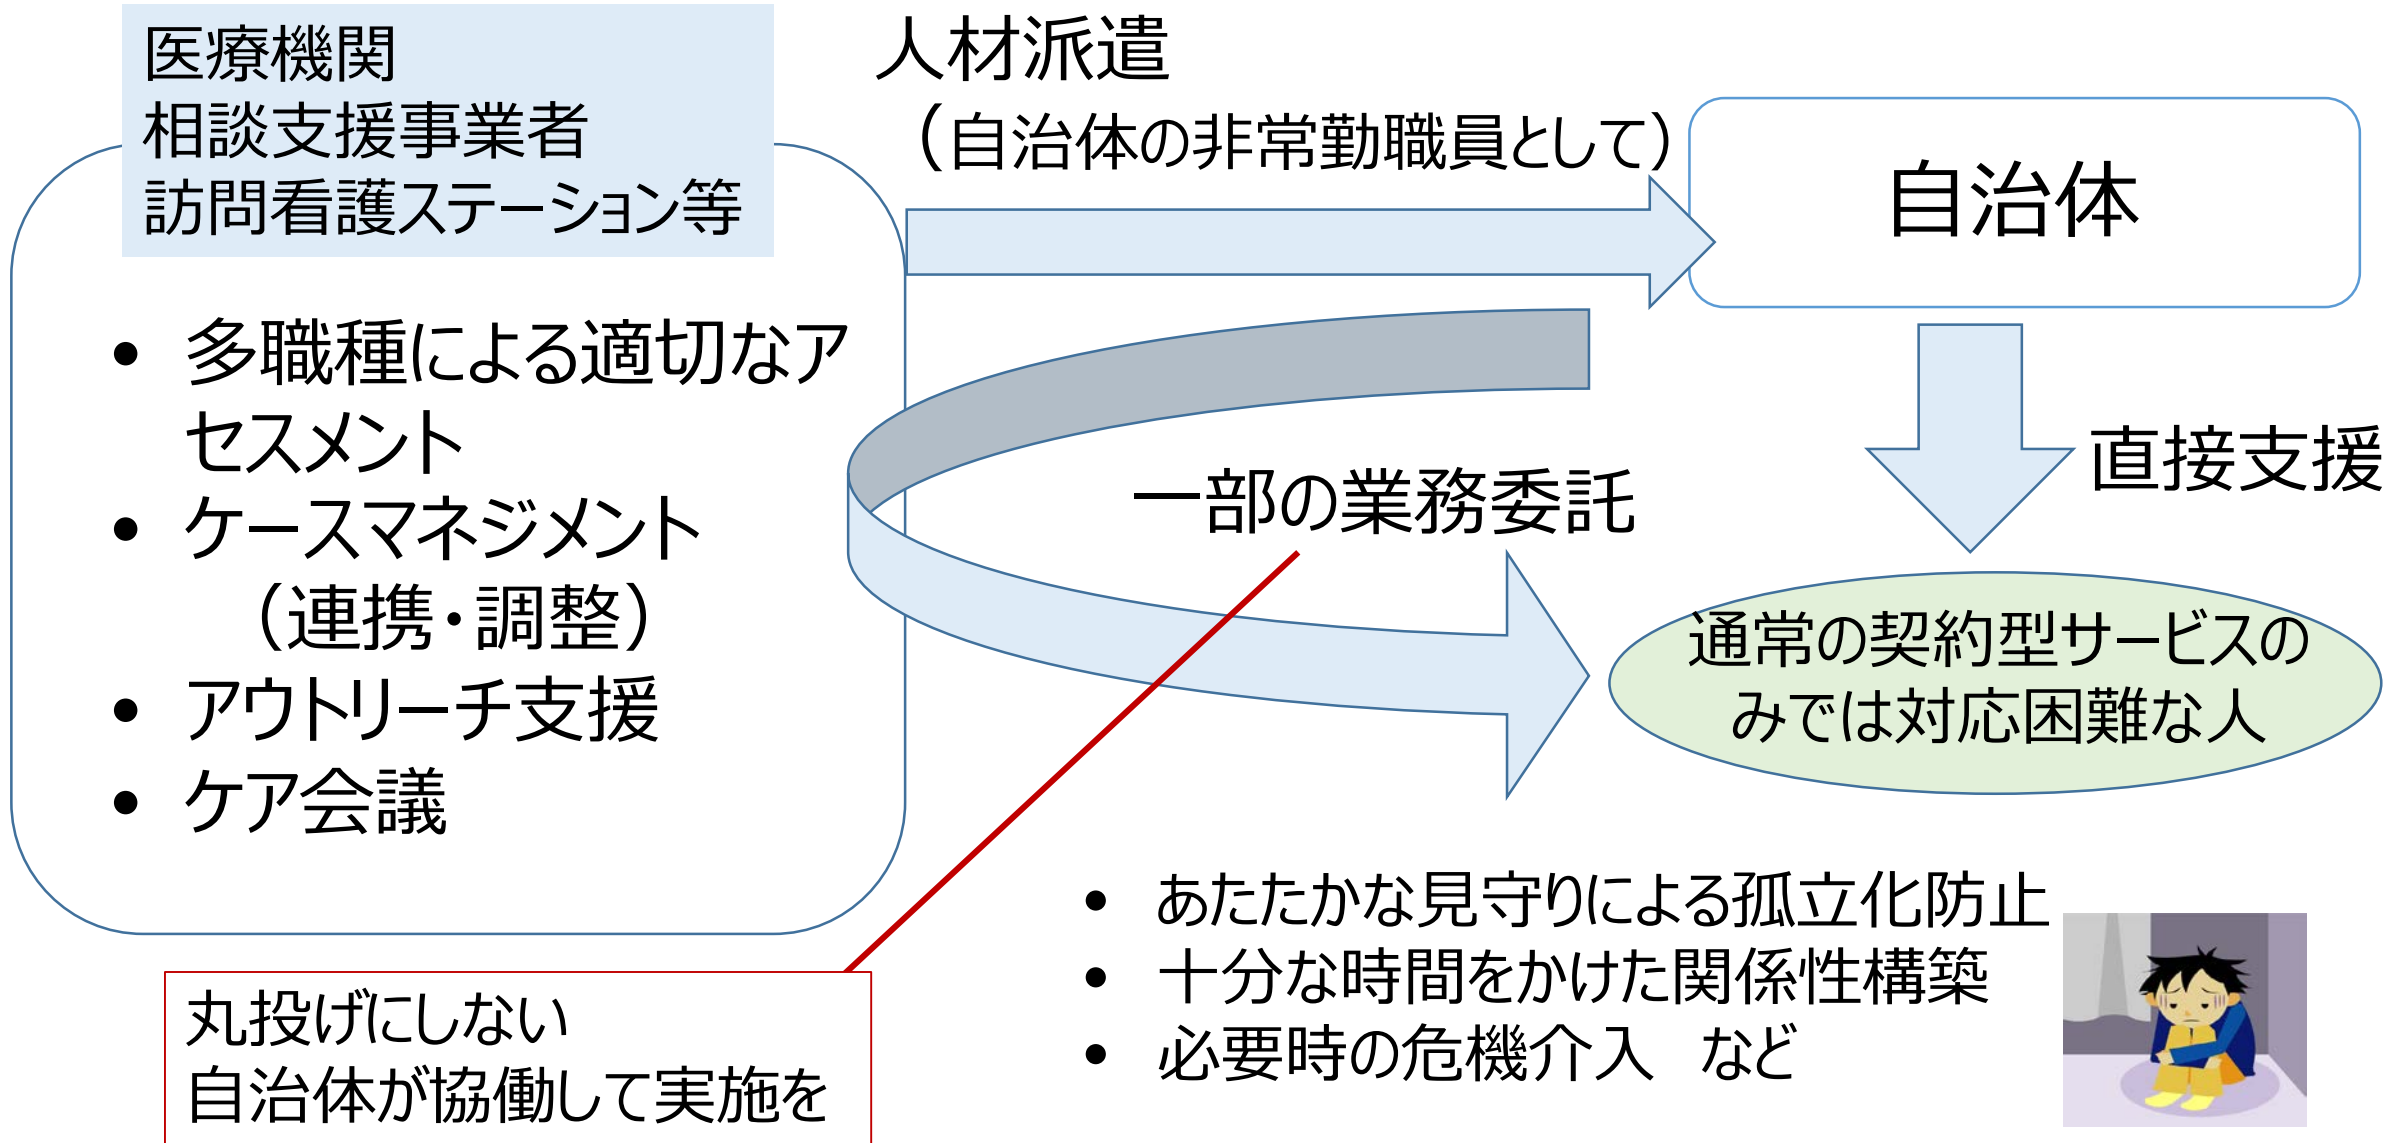 医療機関
相談支援事業者
訪問看護ステーション等
• 多職種による適切なア
セスメント
• ケースマネジメント
（連携・調整）
• アウトリーチ支援
• ケア会議
人材派遣
（自治体の非常勤職員として）
自治体
直接支援
一部の業務委託
通常の契約型サービスの
みでは対応困難な人
• あたたかな見守りによる孤立化防止
• 十分な時間をかけた関係性構築
• 必要時の危機介入　など
丸投げにしない
自治体が協働して実施を